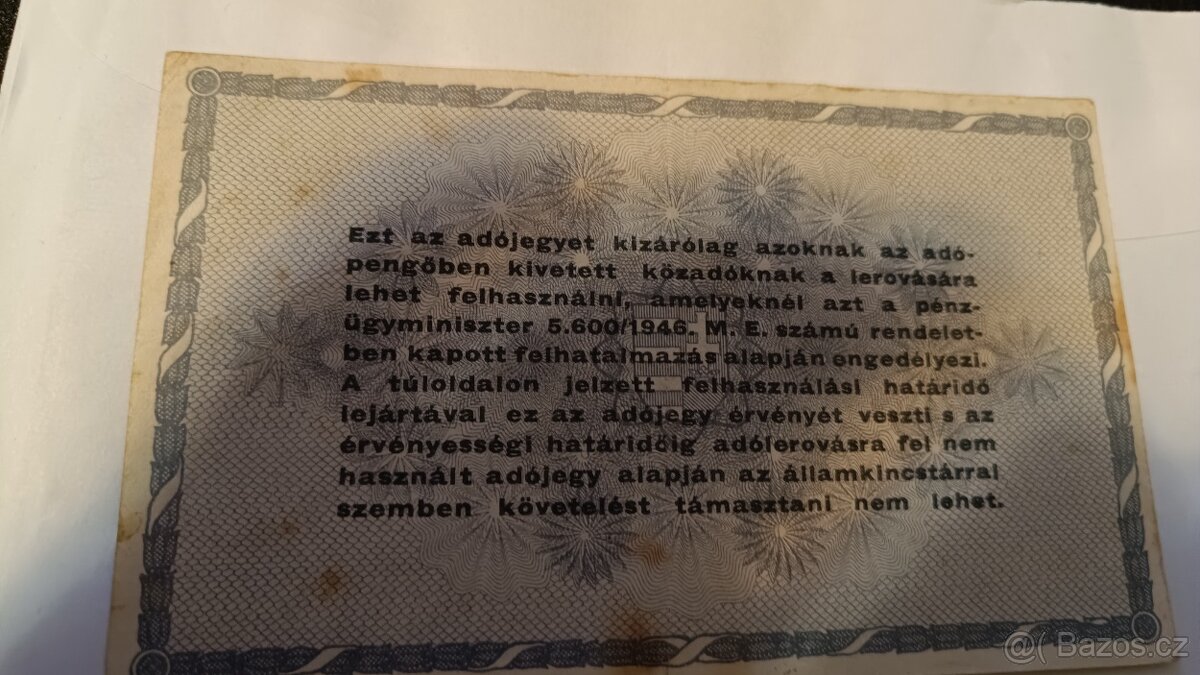 Ezt az adójegyet kizárólag azoknak az adó-
pengőben kivetett közadóknak a lerovására
lehet felhasználni, amelyeknél azt a pénz-
ügyminiszter 5.600/1946. M. E. számú rendelet-
ben kapott felhatalmazás alapján engedélyezi.
A túloldalon jelzett felhasználási határidő
lejártával ez az adójegy érvényét veszti s az
érvényességi határidőig adólerovásra fel nem
használt adójegy alapján az államkincstárral
szemben követelést támasztani nem lehet.
@( Bazos.cz